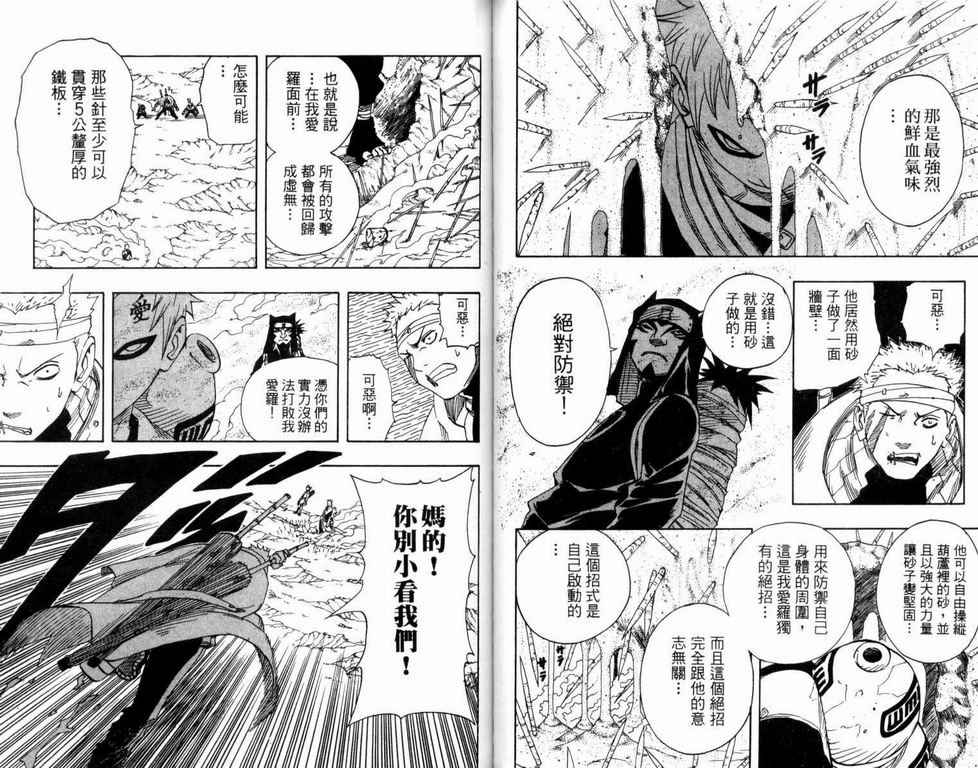 那是最強烈
的鮮血氣味
…
サラ
サラ
可惡…
他居然用砂
子做了一面
牆壁…
沒錯…這
就是用砂
子做的…
絕對防禦！
他可以自由操縱
葫蘆裡的砂，並
且以強大的力量
讓砂子變堅固…
用來防禦自己
身體的周圍，
這是我愛羅獨
有的絕招…
而且這個絕招
完全跟他的意
志無關…
這個招式是
自己啟動的
…
サラ
也就是說
…在我愛
羅面前…
所有的攻擊
都會被回歸
成虛無…
怎麼可能
…
那些針至少可以
貫穿5公釐厚的
鐵板…
可惡…
可惡啊…
憑你們的
實力沒辦
法打敗我
愛羅！
愛
媽的！
你別小看我們！
ダッ